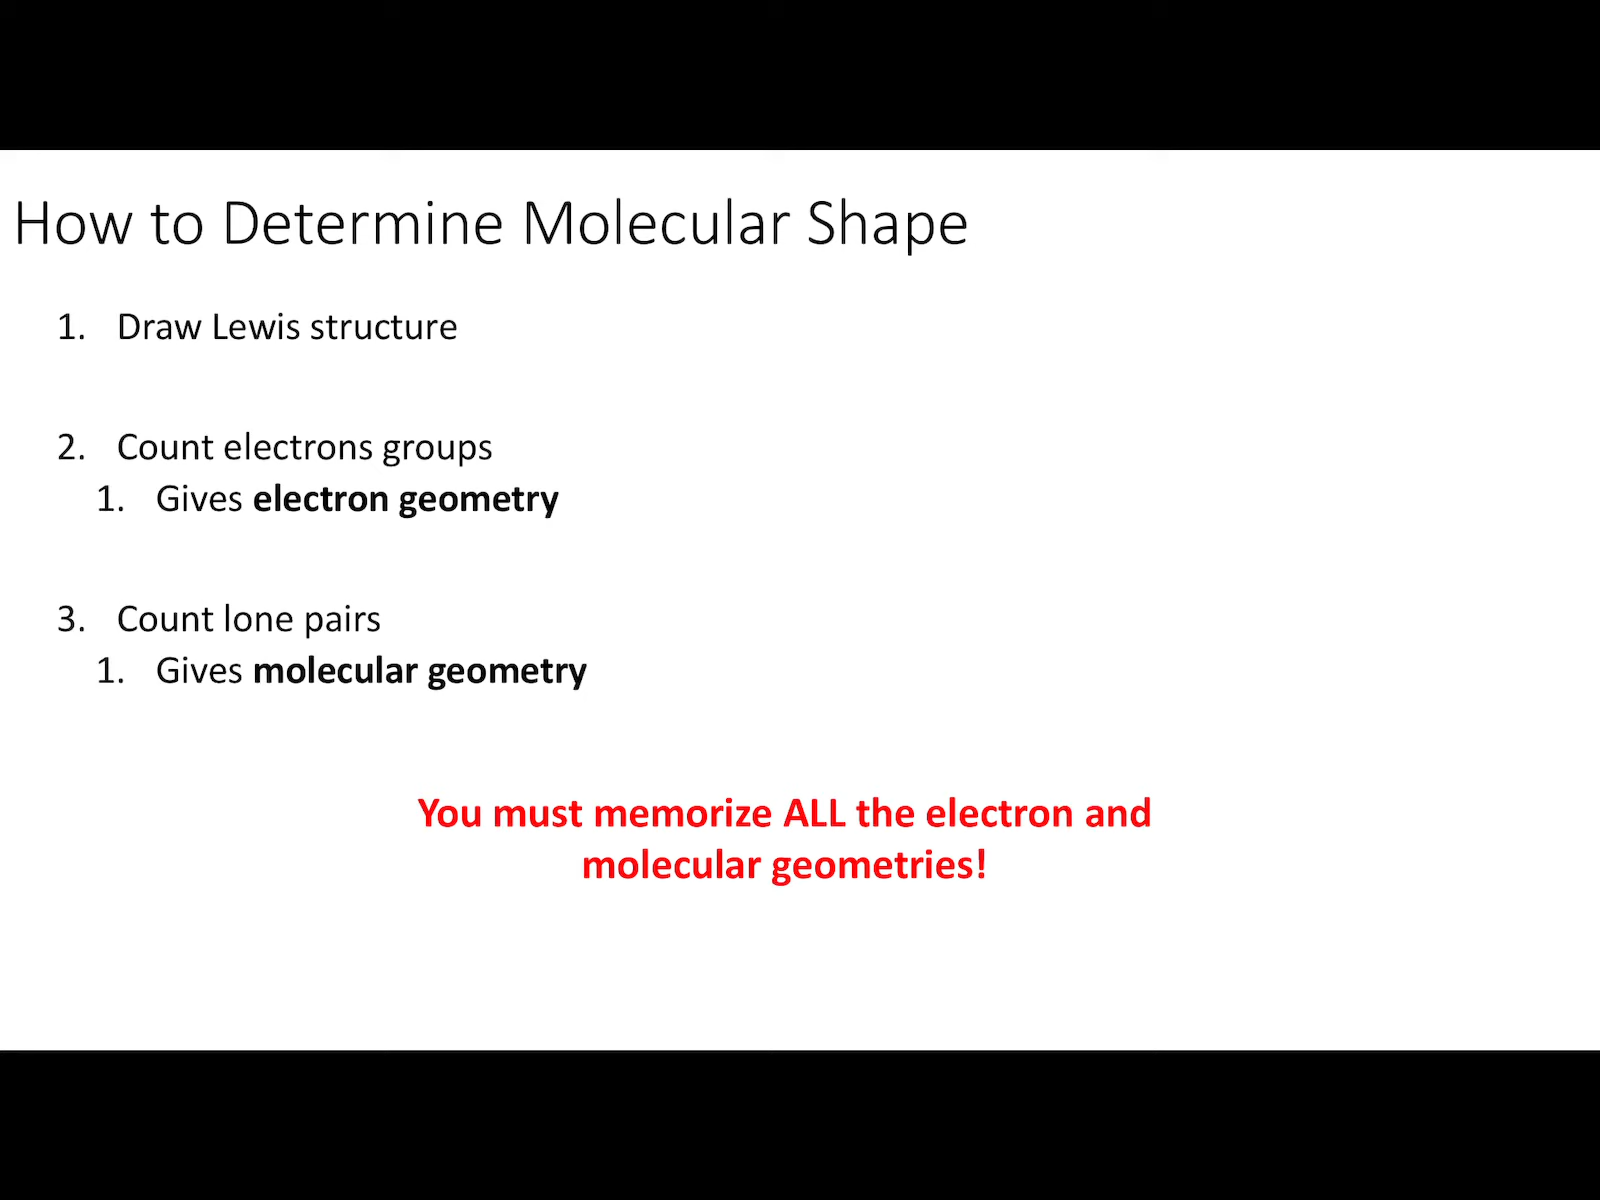 How to Determine Molecular Shape
1. Draw Lewis structure
2. Count electrons groups
1. Gives electron geometry
3. Count lone pairs
1. Gives molecular geometry
You must memorize ALL the electron and
molecular geometries!